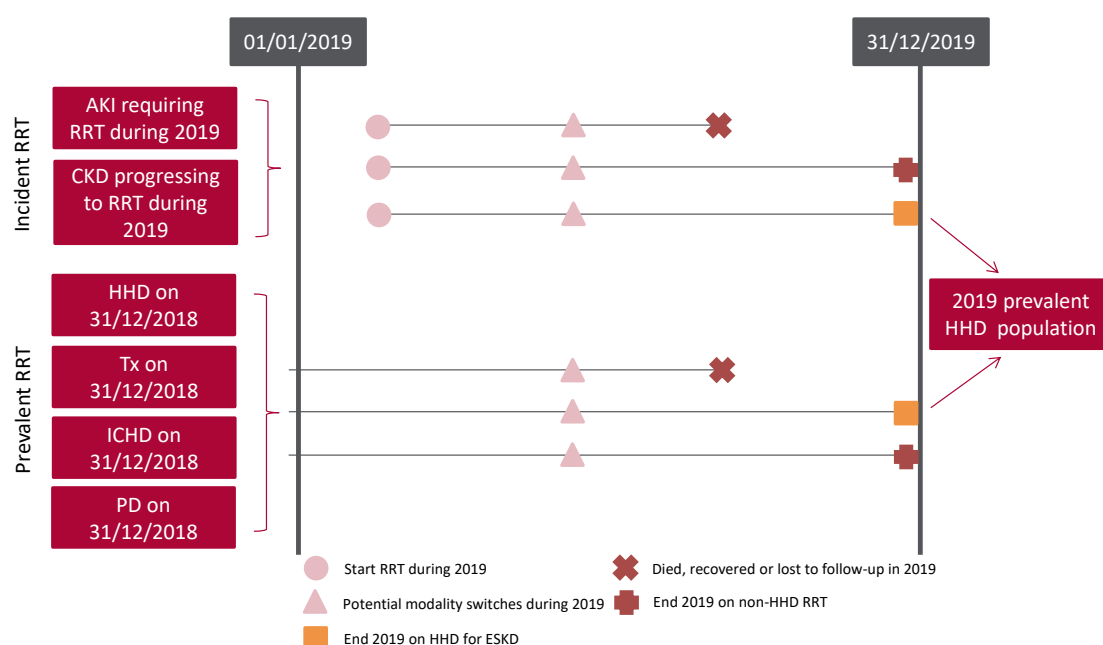 01/01/2019
31/12/2019
Incident RRT
AKI requiring
RRT during 2019
CKD progressing
to RRT during
2019
Prevalent RRT
HHD on
31/12/2018
Tx on
31/12/2018
ICHD on
31/12/2018
PD on
31/12/2018
2019 prevalent
HHD population
Start RRT during 2019
Died, recovered or lost to follow-up in 2019
Potential modality switches during 2019
End 2019 on non-HHD RRT
End 2019 on HHD for ESKD